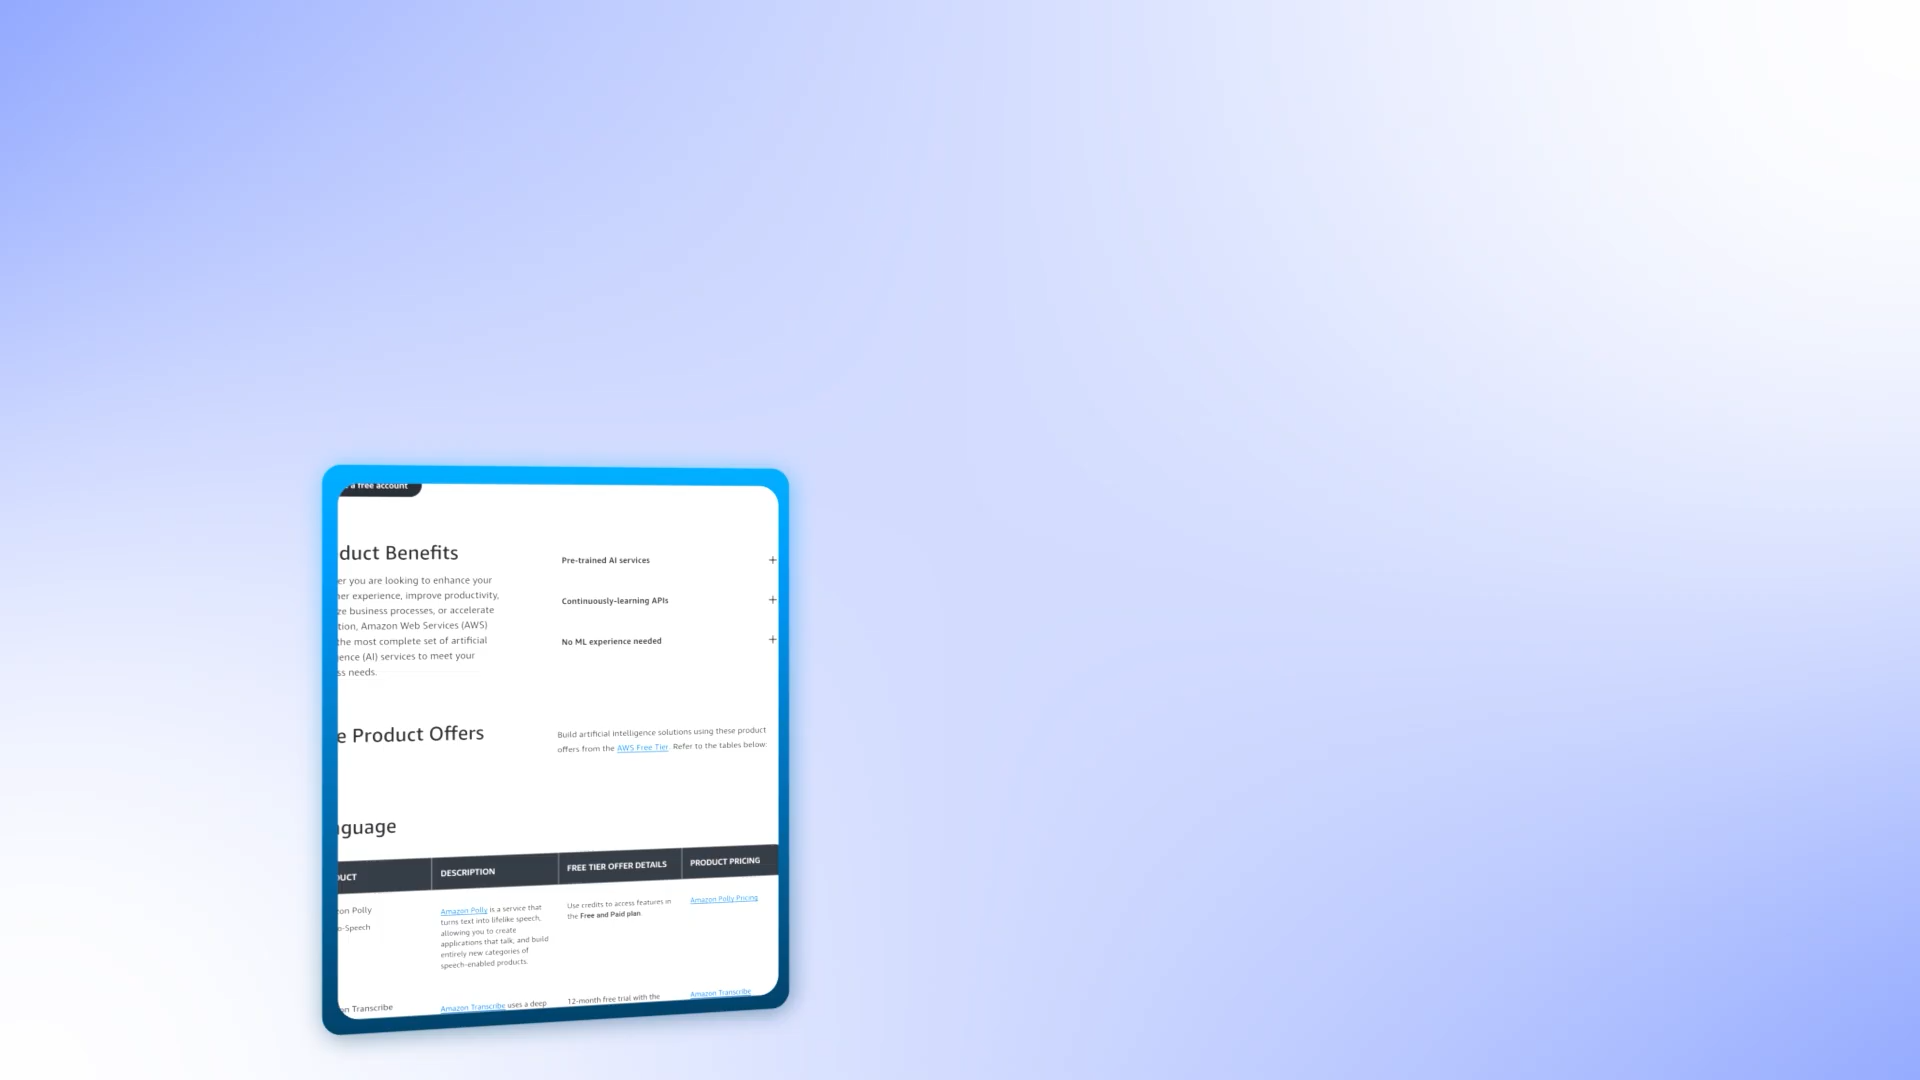 a free account
duct Benefits
er you are looking to enhance your
ner experience, improve productivity,
ze business processes, or accelerate
tion, Amazon Web Services (AWS)
the most complete set of artificial
gence (AI) services to meet your
ss needs.
Pre-trained AI services +
Continuously-learning APIs +
No ML experience needed +
e Product Offers
Build artificial intelligence solutions using these product
offers from the AWS Free Tier. Refer to the tables below:
guage
DUCT DESCRIPTION FREE TIER OFFER DETAILS PRODUCT PRICING
zon Polly
o-Speech
Amazon Polly is a service that
turns text into lifelike speech,
allowing you to create
applications that talk, and build
entirely new categories of
speech-enabled products.
Use credits to access features in
the Free and Paid plan
Amazon Polly Pricing
on Transcribe
Amazon Transcribe uses a deep
12-month free trial with the
Amazon Transcribe